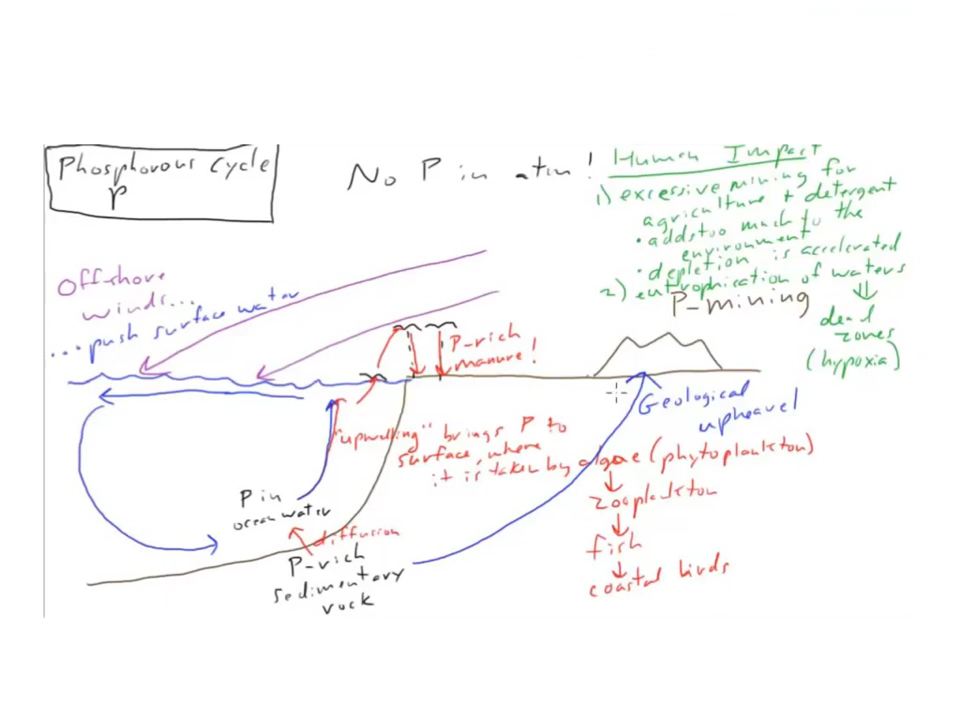 Phosphorous Cycle
P
No P in atm!
Human Impact
1) excessive mining for
agriculture + detergent
• adds too much to the
environment
• depletion is accelerated
2) eutrophication of waters
⇓
dead
zones
(hypoxia)
P-mining
Off-shore
winds...
...push surface water
P-rich
manure!
Geological
upheavel
"upwelling" brings P to
surface, where
it is taken by algae (phytoplankton)
↓
zooplankton
↓
fish
↓
coastal birds
P in
ocean water
diffusion
P-rich
sedimentary
rock